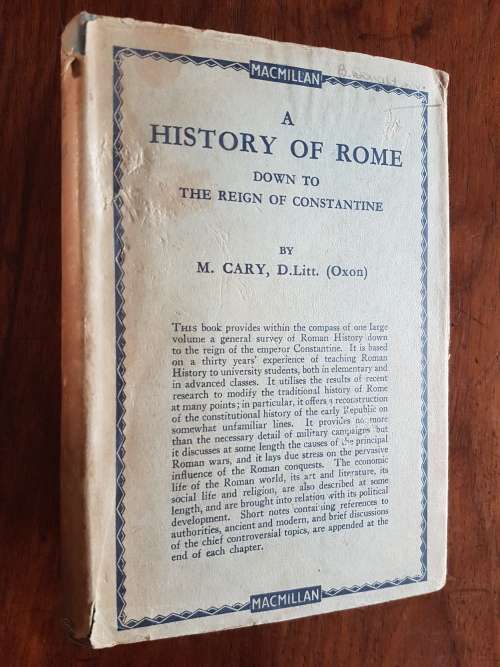 MACMILLAN
A
HISTORY OF ROME
DOWN TO
THE REIGN OF CONSTANTINE
BY
M. CARY, D.Litt. (Oxon)
THIS book provides within the compass of one large
volume a general survey of Roman History down
to the reign of the emperor Constantine. It is based
on a thirty years' experience of teaching Roman
History to university students, both in elementary and
in advanced classes. It utilises the results of recent
research to modify the traditional history of Rome
at many points; in particular, it offers a reconstruction
of the constitutional history of the early Republic on
somewhat unfamiliar lines. It provides no more
than the necessary detail of military campaigns but
it discusses at some length the causes of the principal
Roman wars, and it lays due stress on the pervasive
influence of the Roman conquests. The economic
life of the Roman world, its art and literature, its
social life and religion, are also described at some
length, and are brought into relation with its political
development. Short notes containing references to
authorities, ancient and modern, and brief discussions
of the chief controversial topics, are appended at the
end of each chapter.
MACMILLAN